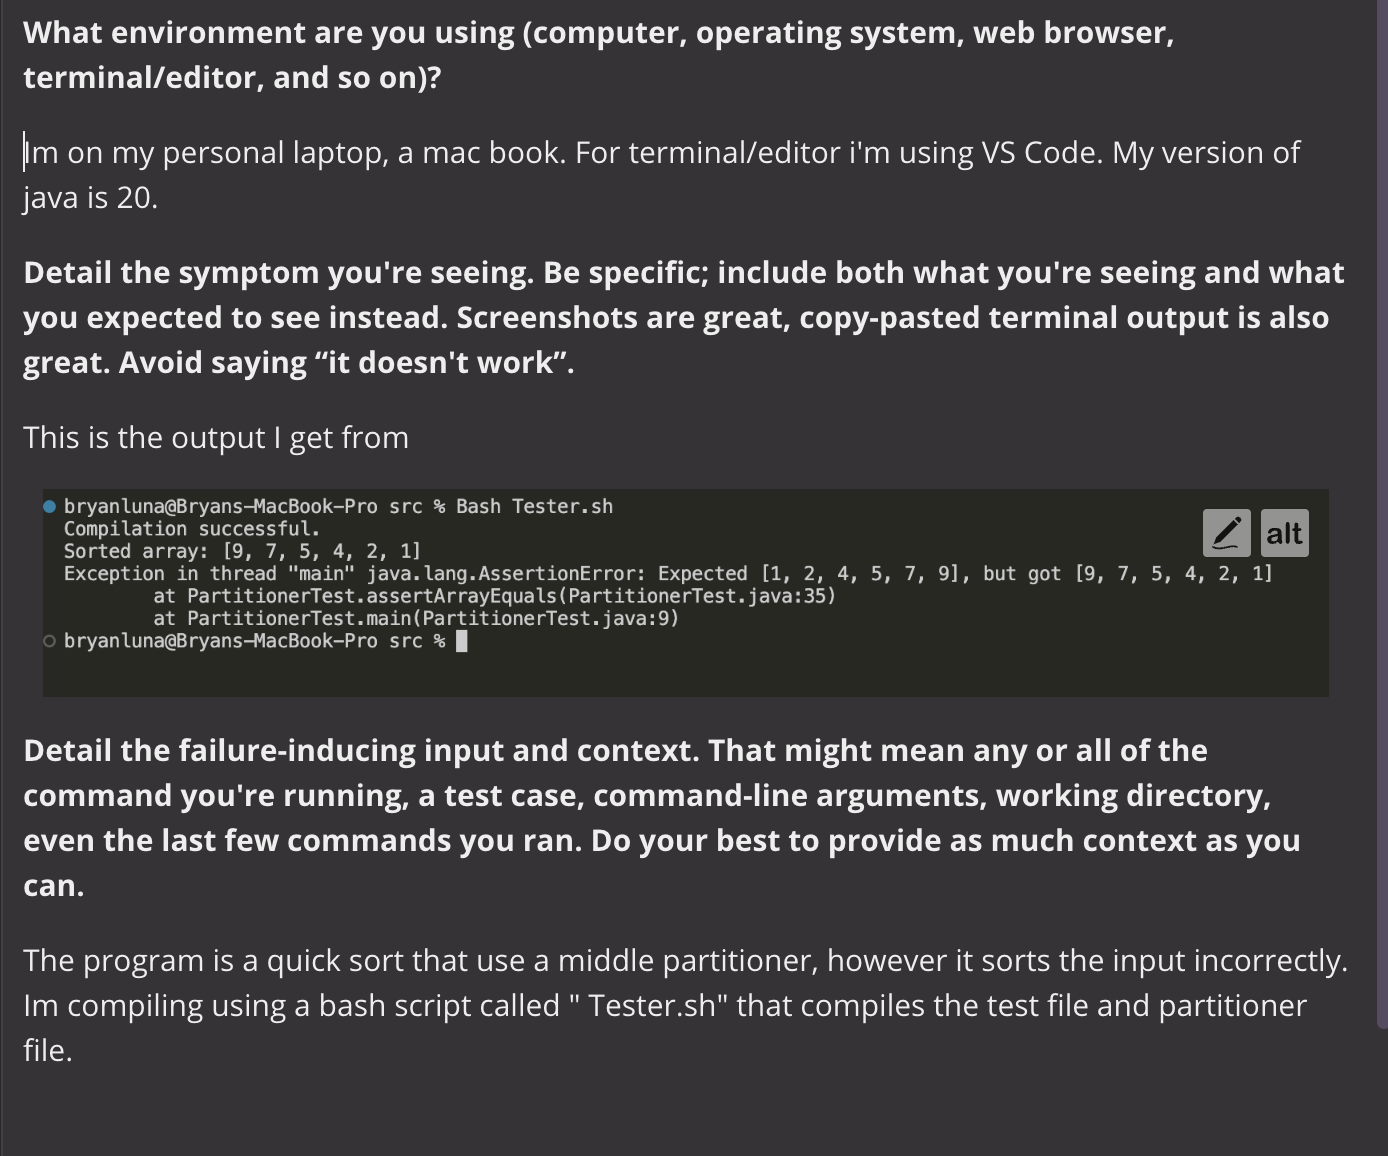 What environment are you using (computer, operating system, web browser,
terminal/editor, and so on)?
Im on my personal laptop, a mac book. For terminal/editor i'm using VS Code. My version of
java is 20.
Detail the symptom you're seeing. Be specific; include both what you're seeing and what
you expected to see instead. Screenshots are great, copy-pasted terminal output is also
great. Avoid saying “it doesn't work”.
This is the output I get from
bryanluna@Bryans-MacBook-Pro src % Bash Tester.sh
Compilation successful.
alt
Sorted array: [9, 7, 5, 4, 2, 1]
Exception in thread "main" java.lang.AssertionError: Expected [1, 2, 4, 5, 7, 9], but got [9, 7, 5, 4, 2, 1]
at PartitionerTest.assertArrayEquals(PartitionerTest.java:35)
at PartitionerTest.main(PartitionerTest.java:9)
bryanluna@Bryans-MacBook-Pro src %
Detail the failure-inducing input and context. That might mean any or all of the
command you're running, a test case, command-line arguments, working directory,
even the last few commands you ran. Do your best to provide as much context as you
can.
The program is a quick sort that use a middle partitioner, however it sorts the input incorrectly.
Im compiling using a bash script called " Tester.sh" that compiles the test file and partitioner
file.